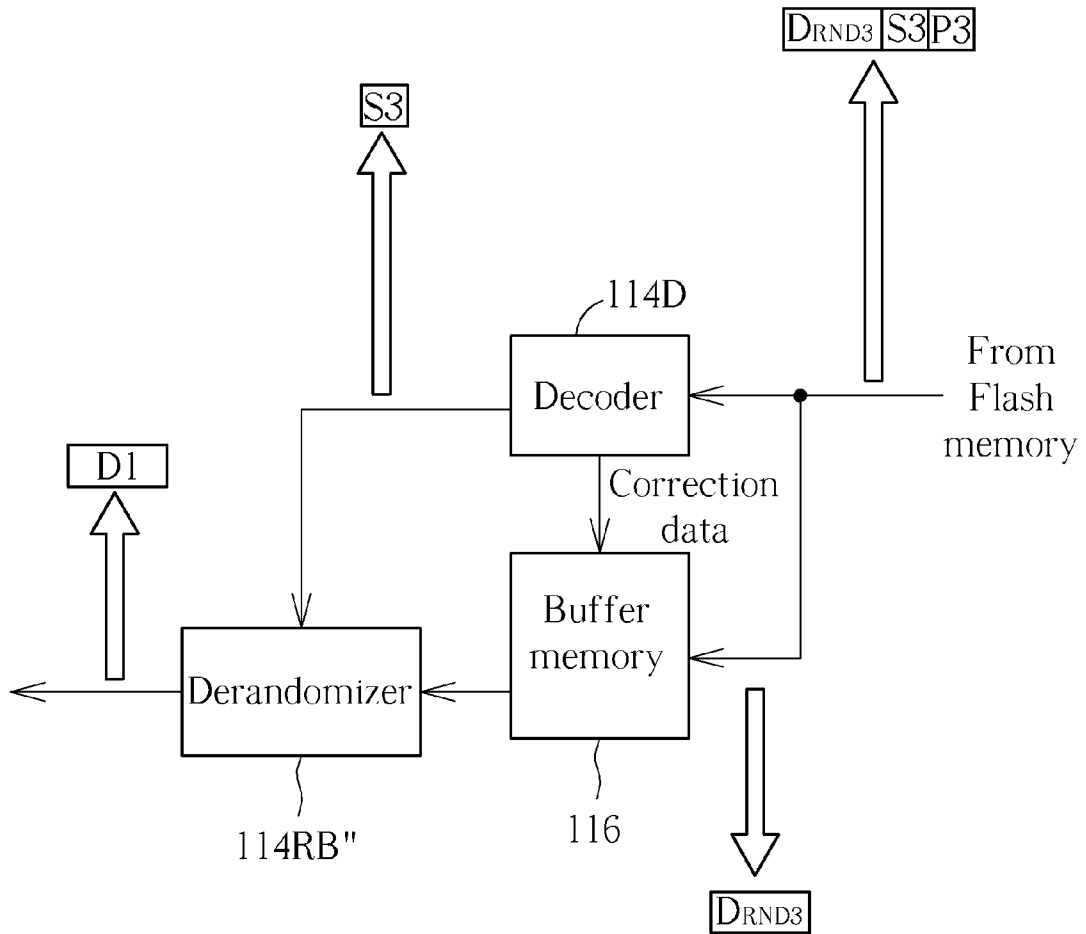 DRND3 S3 P3
S3
114D
From
Flash
memory
Decoder
D1
Correction
data
Buffer
memory
Derandomizer
116
114RB"
DRND3